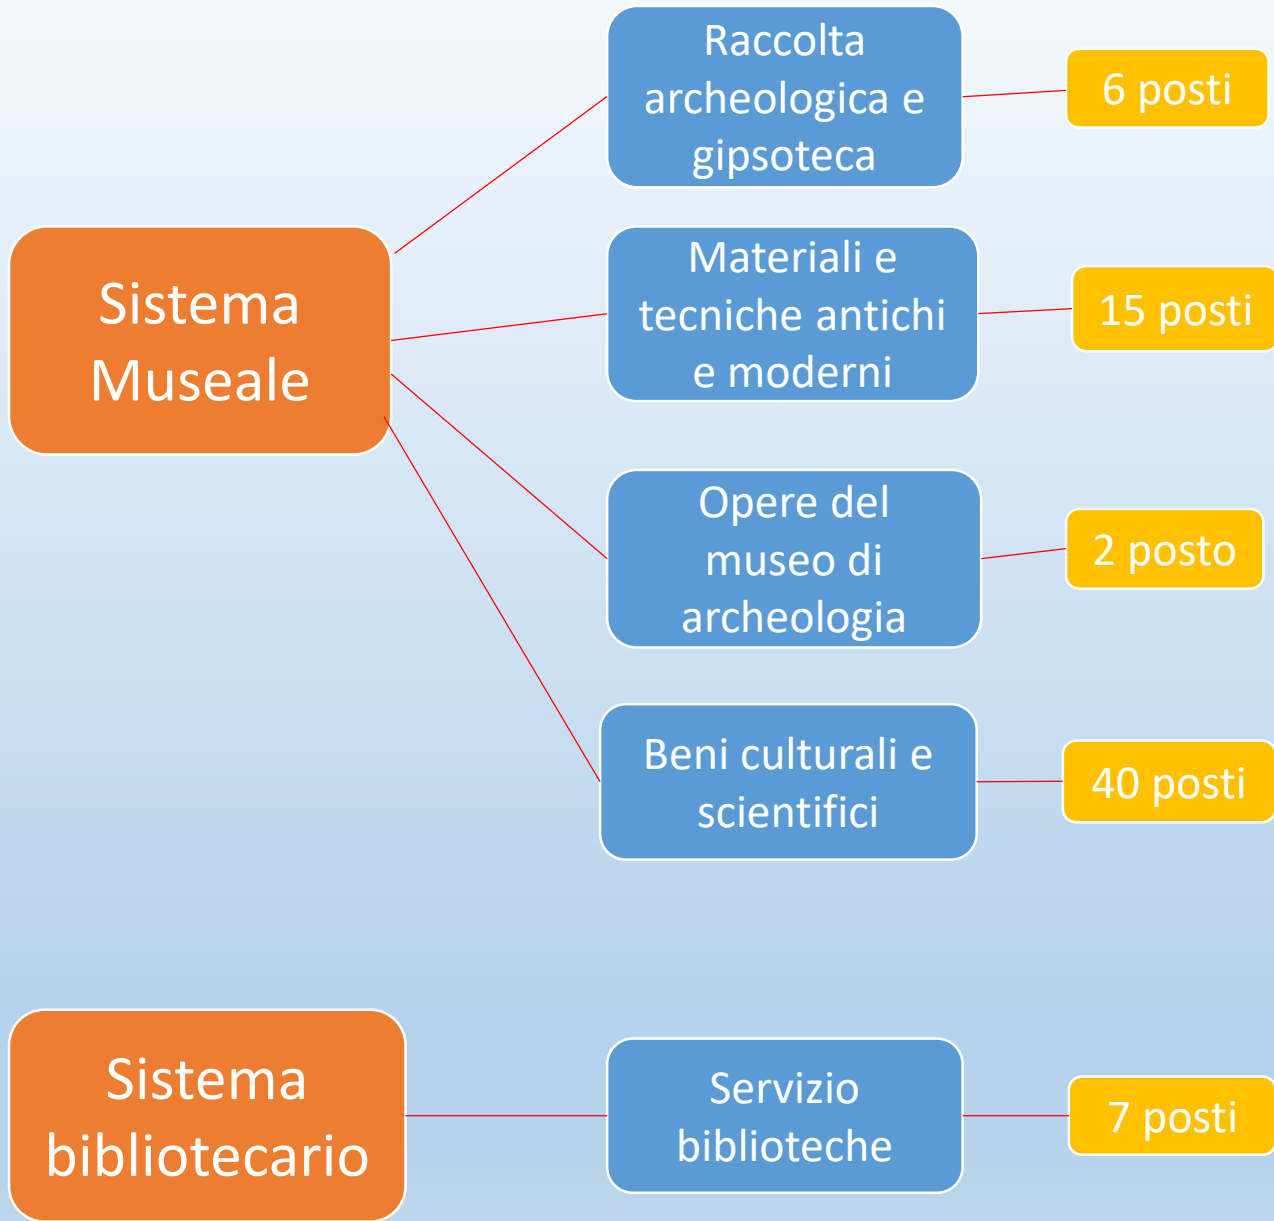 Raccolta
archeologica e
gipsoteca
6 posti
Sistema
Museale
Materiali e
tecniche antichi
e moderni
15 posti
Opere del
museo di
archeologia
2 posto
Beni culturali e
scientifici
40 posti
Sistema
bibliotecario
Servizio
biblioteche
7 posti